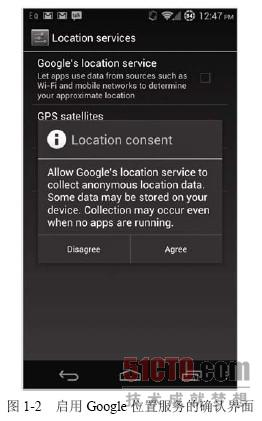 EQ 34 12:47 PM
Location services
Google's location service
Let apps use data from sources such as
Wi-Fi and mobile networks to determine
your approximate location
GPS satellites
Location consent
Allow Google's location service to
collect anonymous location data.
Some data may be stored on your
device. Collection may occur even
when no apps are running.
Disagree Agree
51CTO.com
技术成就梦想
图 1-2 启用 Google 位置服务的确认界面